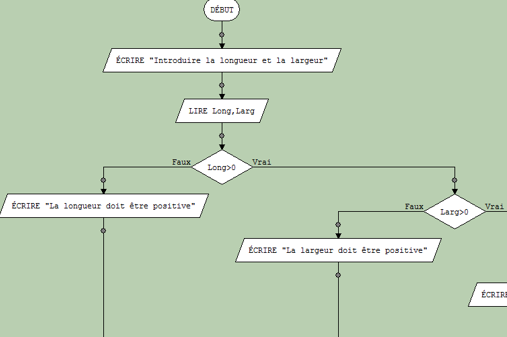 DÉBUT
ÉCRIRE "Introduire la longueur et la largeur"
LIRE Long,Larg
Faux
Long>0
Vrai
ÉCRIRE "La longueur doit être positive"
Faux
Larg>0
Vrai
ÉCRIRE "La largeur doit être positive"